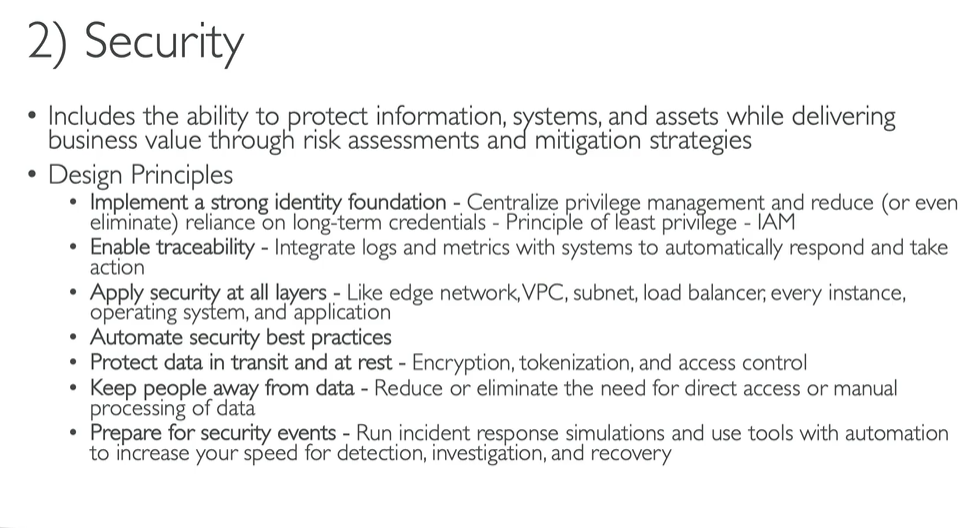 2) Security
• Includes the ability to protect information, systems, and assets while delivering
business value through risk assessments and mitigation strategies
• Design Principles
• Implement a strong identity foundation - Centralize privilege management and reduce (or even
eliminate) reliance on long-term credentials - Principle of least privilege - IAM
• Enable traceability - Integrate logs and metrics with systems to automatically respond and take
action
• Apply security at all layers - Like edge network, VPC, subnet, load balancer, every instance,
operating system, and application
• Automate security best practices
• Protect data in transit and at rest - Encryption, tokenization, and access control
• Keep people away from data - Reduce or eliminate the need for direct access or manual
processing of data
• Prepare for security events - Run incident response simulations and use tools with automation
to increase your speed for detection, investigation, and recovery